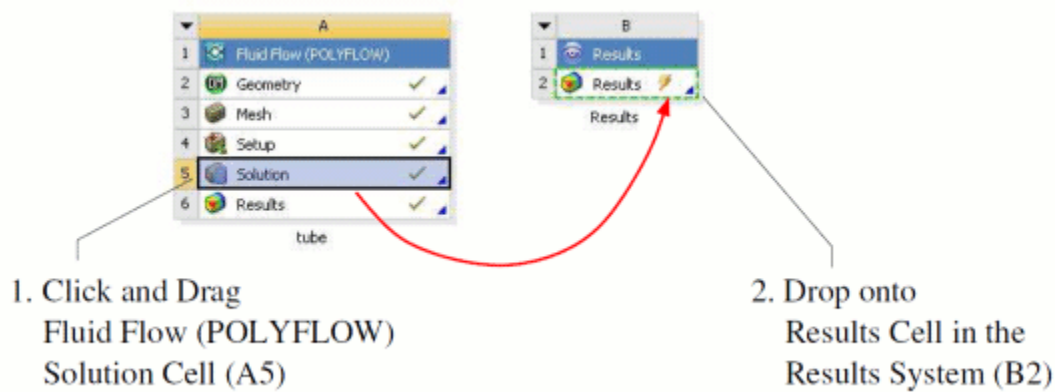 A
1 Fluid Flow (POLYFLOW)
2 Geometry
3 Mesh
4 Setup
5 Solution
6 Results
tube
B
1 Results
2 Results
Results
1. Click and Drag
Fluid Flow (POLYFLOW)
Solution Cell (A5)
2. Drop onto
Results Cell in the
Results System (B2)